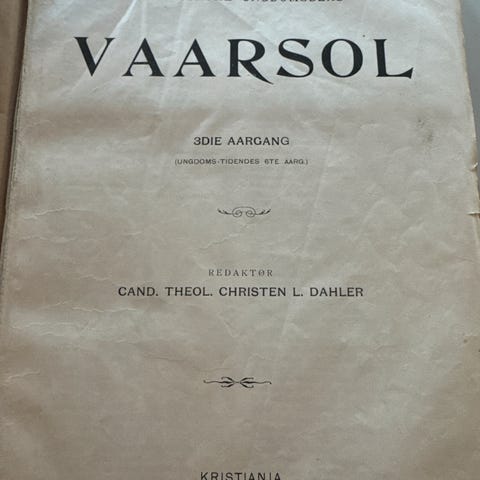 VAARSOL
3DIE AARGANG
(UNGDOMS-TIDENDES 6TE AARG.)
REDAKTØR
CAND. THEOL. CHRISTEN L. DAHLER
KRISTIANIA